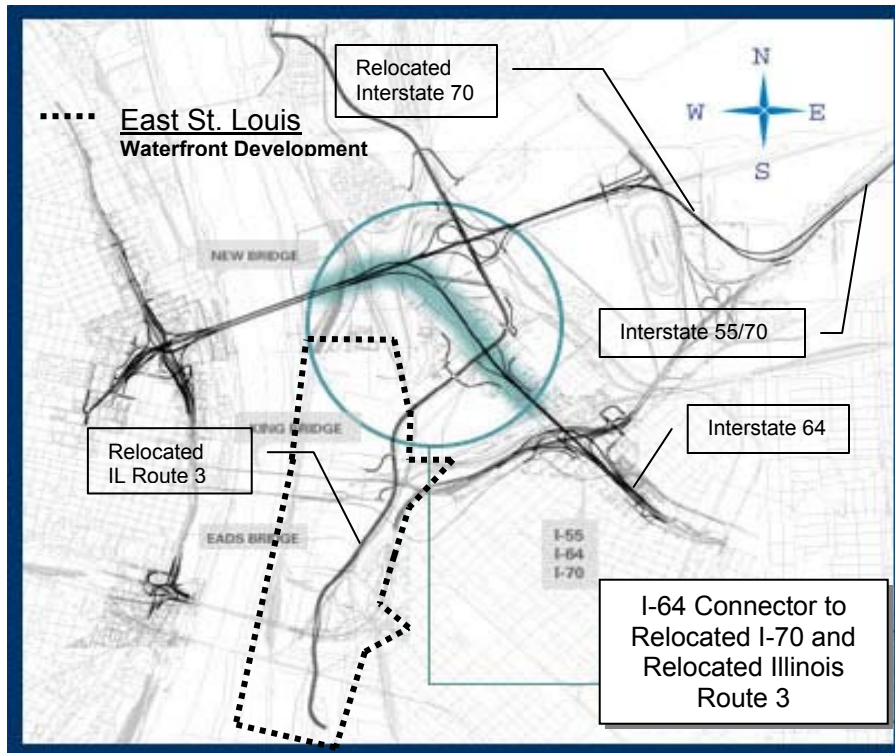 Relocated
Interstate 70
N
W E
S
East St. Louis
Waterfront Development
NEW BRIDGE
Interstate 55/70
Interstate 64
KING BRIDGE
Relocated
IL Route 3
EADS BRIDGE
I-55
I-64
I-70
I-64 Connector to
Relocated I-70 and
Relocated Illinois
Route 3